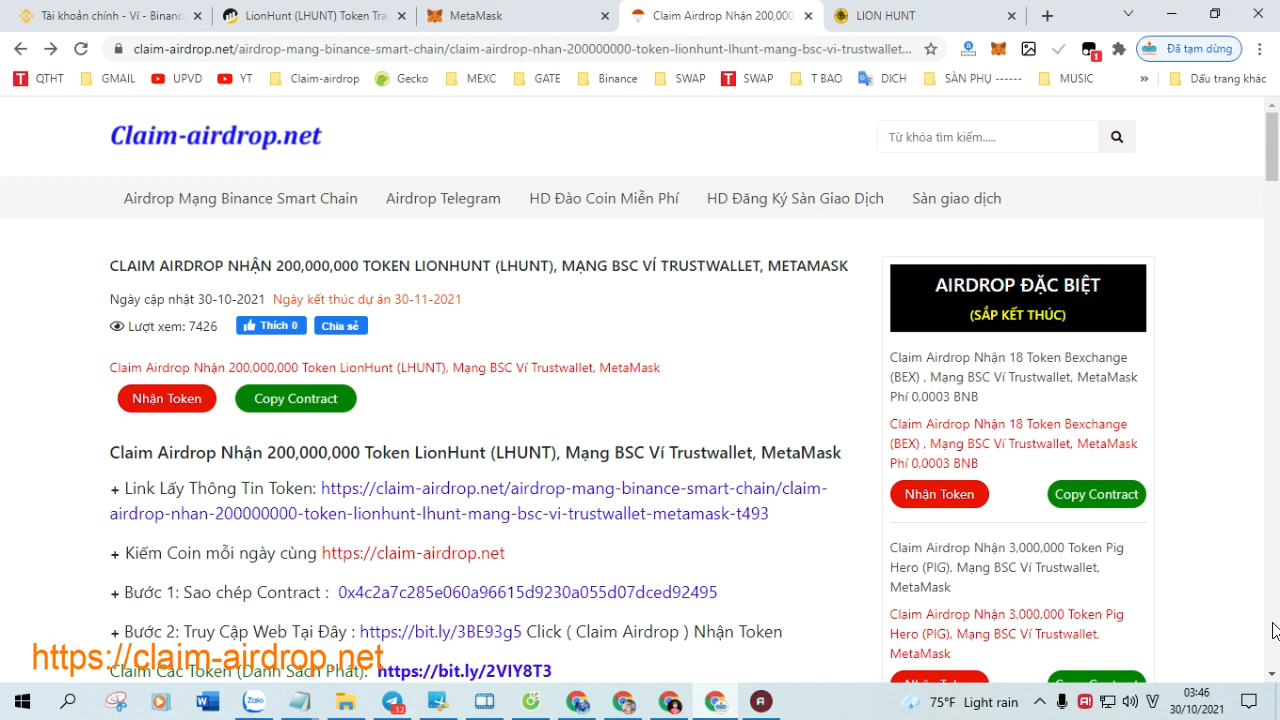 Tài khoản chính - Ví - Binanc
LionHunt (LHUNT) Token Tra
MetaMask
Claim Airdrop Nhận 200,000
LION HUNT
claim-airdrop.net/airdrop-mang-binance-smart-chain/claim-airdrop-nhan-200000000-token-lionhunt-lhunt-mang-bsc-vi-trustwallet...
1
Đã tạm dừng
QTHT
GMAIL
UPVD
YT
Claim-airdrop
Gecko
MEXC
GATE
Binance
SWAP
SWAP
T BAO
DICH
SÀN PHỤ ------
MUSIC
»
Dấu trang khác
Claim-airdrop.net
Từ khóa tìm kiếm.....
Airdrop Mạng Binance Smart Chain
Airdrop Telegram
HD Đào Coin Miễn Phí
HD Đăng Ký Sàn Giao Dịch
Sàn giao dịch
CLAIM AIRDROP NHẬN 200,000,000 TOKEN LIONHUNT (LHUNT), MẠNG BSC VÍ TRUSTWALLET, METAMASK
Ngày cập nhật 30-10-2021 Ngày kết thúc dự án 30-11-2021
Lượt xem: 7426
Thích 0
Chia sẻ
Claim Airdrop Nhận 200,000,000 Token LionHunt (LHUNT), Mạng BSC Ví Trustwallet, MetaMask
Nhận Token
Copy Contract
Claim Airdrop Nhận 200,000,000 Token LionHunt (LHUNT), Mạng BSC Ví Trustwallet, MetaMask
+ Link Lấy Thông Tin Token: https://claim-airdrop.net/airdrop-mang-binance-smart-chain/claim-
airdrop-nhan-200000000-token-lionhunt-lhunt-mang-bsc-vi-trustwallet-metamask-t493
+ Kiếm Coin mỗi ngày cùng https://claim-airdrop.net
+ Bước 1: Sao chép Contract : 0x4c2a7c285e060a96615d9230a055d07dced92495
+ Bước 2: Truy Cập Web Tại Đây : https://bit.ly/3BE93g5 Click ( Claim Airdrop ) Nhận Token
Claim Các Token (Danh Sách Phát): https://bit.ly/2VIY8T3
https://claim-airdrop.net
AIRDROP ĐẶC BIỆT
(SẮP KẾT THÚC)
Claim Airdrop Nhận 18 Token Bexchange
(BEX) , Mạng BSC Ví Trustwallet, MetaMask
Phí 0,0003 BNB
Claim Airdrop Nhận 18 Token Bexchange
(BEX) , Mạng BSC Ví Trustwallet, MetaMask
Phí 0,0003 BNB
Nhận Token
Copy Contract
Claim Airdrop Nhận 3,000,000 Token Pig
Hero (PIG), Mạng BSC Ví Trustwallet,
MetaMask
Claim Airdrop Nhận 3,000,000 Token Pig
Hero (PIG), Mạng BSC Ví Trustwallet,
MetaMask
Nhận Token
Copy Contract
Zalo
52
75°F Light rain
03:46
30/10/2021